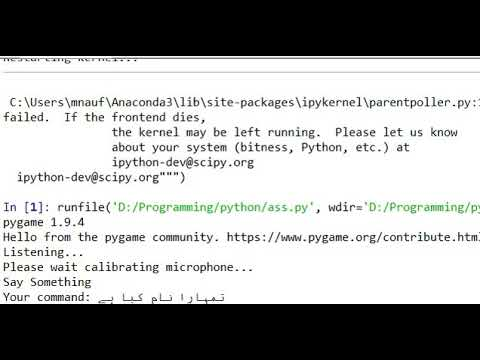 Restarting kernel...
C:\Users\mnauf\Anaconda3\lib\site-packages\ipykernel\parentpoller.py:
failed.  If the frontend dies,
the kernel may be left running.  Please let us know
about your system (bitness, Python, etc.) at
ipython-dev@scipy.org
ipython-dev@scipy.org""")
In [1]: runfile('D:/Programming/python/ass.py', wdir='D:/Programming/py
pygame 1.9.4
Hello from the pygame community. https://www.pygame.org/contribute.html
Listening...
Please wait calibrating microphone...
Say Something
Your command: تمہارا نام کیا ہے